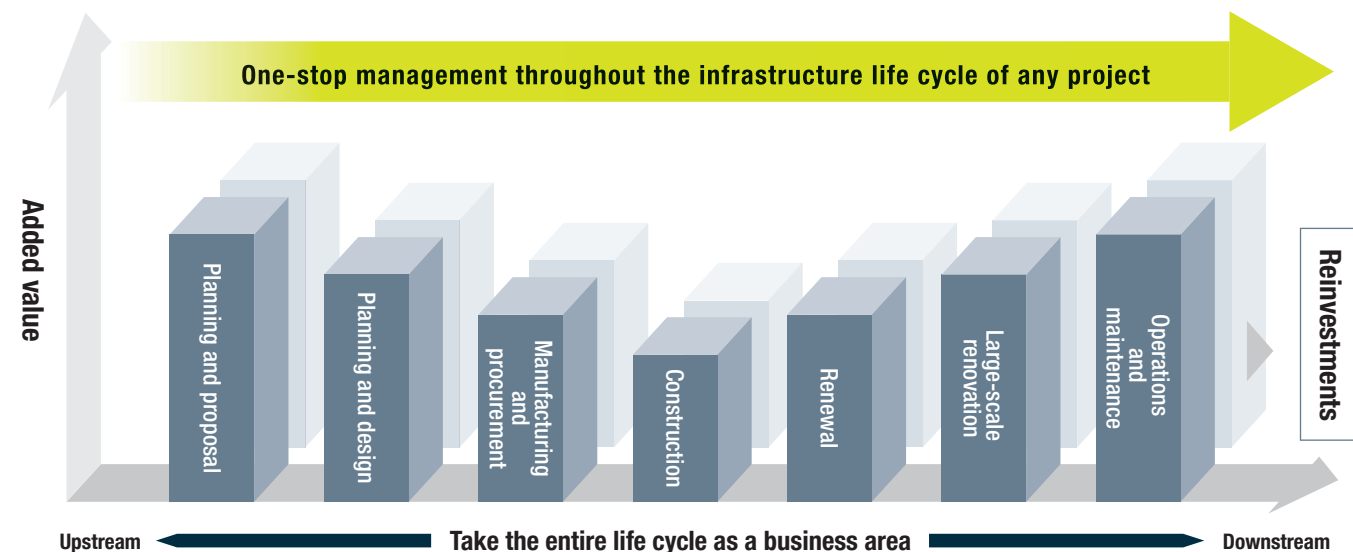 One-stop management throughout the infrastructure life cycle of any project
Added value
Planning and proposal
Planning and design
Manufacturing
and
procurement
Construction
Renewal
Large-scale
renovation
Operations
and
maintenance
Reinvestments
Upstream
Take the entire life cycle as a business area
Downstream